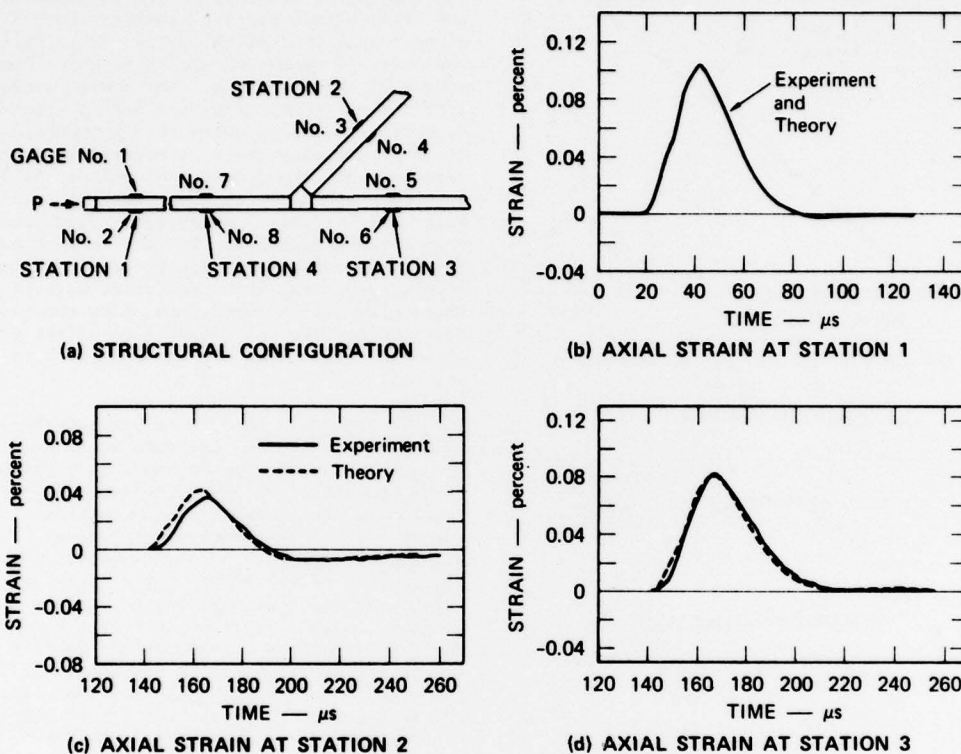 STATION 2
No. 3
No. 4
GAGE No. 1
No. 7
No. 5
P
No. 2
No. 8
No. 6
STATION 1
STATION 4
STATION 3
(a) STRUCTURAL CONFIGURATION
STRAIN — percent
0.12
0.08
0.04
0
-0.04
Experiment
and
Theory
0 20 40 60 80 100 120 140
TIME — μs
(b) AXIAL STRAIN AT STATION 1
STRAIN — percent
0.08
0.04
0
-0.04
-0.08
Experiment
Theory
120 140 160 180 200 220 240 260
TIME — μs
(c) AXIAL STRAIN AT STATION 2
STRAIN — percent
0.12
0.08
0.04
0
-0.04
120 140 160 180 200 220 240 260
TIME — μs
(d) AXIAL STRAIN AT STATION 3